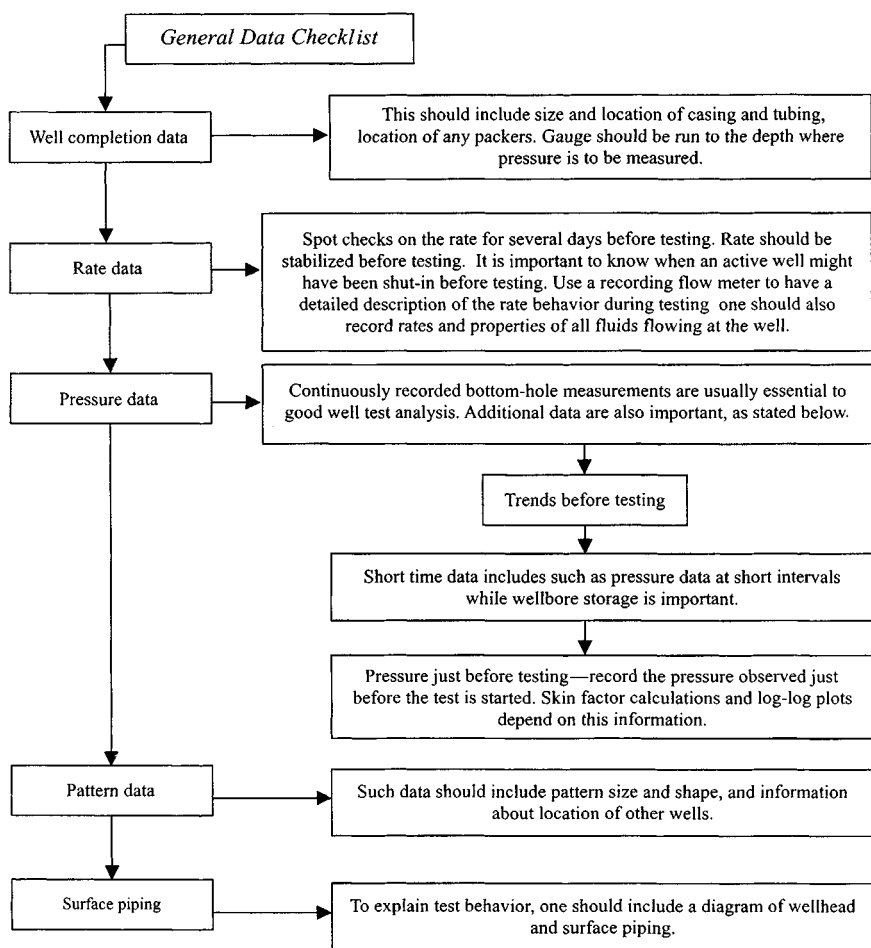 General Data Checklist
Well completion data
This should include size and location of casing and tubing,
location of any packers. Gauge should be run to the depth where
pressure is to be measured.
Rate data
Spot checks on the rate for several days before testing. Rate should be
stabilized before testing. It is important to know when an active well might
have been shut-in before testing. Use a recording flow meter to have a
detailed description of the rate behavior during testing one should also
record rates and properties of all fluids flowing at the well.
Pressure data
Continuously recorded bottom-hole measurements are usually essential to
good well test analysis. Additional data are also important, as stated below.
Trends before testing
Short time data includes such as pressure data at short intervals
while wellbore storage is important.
Pressure just before testing—record the pressure observed just
before the test is started. Skin factor calculations and log-log plots
depend on this information.
Pattern data
Such data should include pattern size and shape, and information
about location of other wells.
Surface piping
To explain test behavior, one should include a diagram of wellhead
and surface piping.